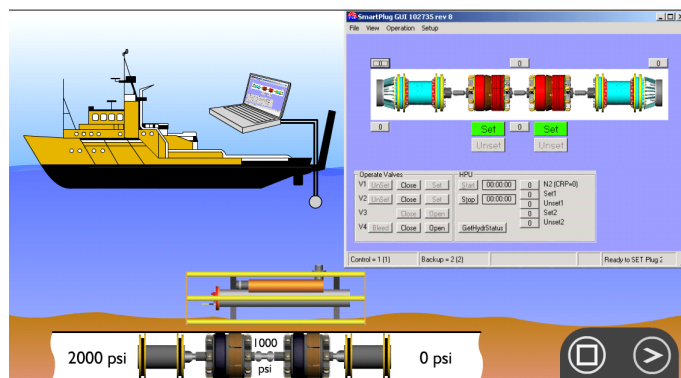 SmartPlug GUI 102735 rev 8
File View Operation Setup
0 0 0
0 0
Set Set
Unset Unset
Operate Valves HPU
V1 UnSet Close Set Start 00:00:00 0 N2 (CRP=0)
V2 UnSet Close Set Stop 00:00:00 0 Set1
0 Unset1
V3 Close Open 0 Set2
V4 Bleed Close Open GetHydrStatus 0 Unset2
Control = 1 (1) Backup = 2 (2) Ready to SET Plug 2
2000 psi 1000 psi 0 psi